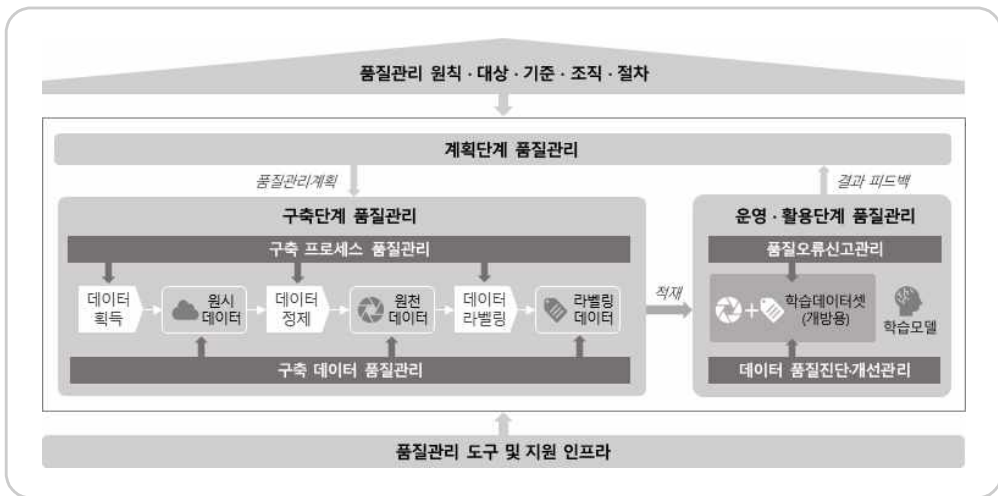 품질관리 원칙 · 대상 · 기준 · 조직 · 절차
계획단계 품질관리
품질관리계획
결과 피드백
구축단계 품질관리
구축 프로세스 품질관리
데이터
획득
원시
데이터
데이터
정제
원천
데이터
데이터
라벨링
라벨링
데이터
구축 데이터 품질관리
적재
운영 · 활용단계 품질관리
품질오류신고관리
학습데이터셋
(개방용)
학습모델
데이터 품질진단·개선관리
품질관리 도구 및 지원 인프라